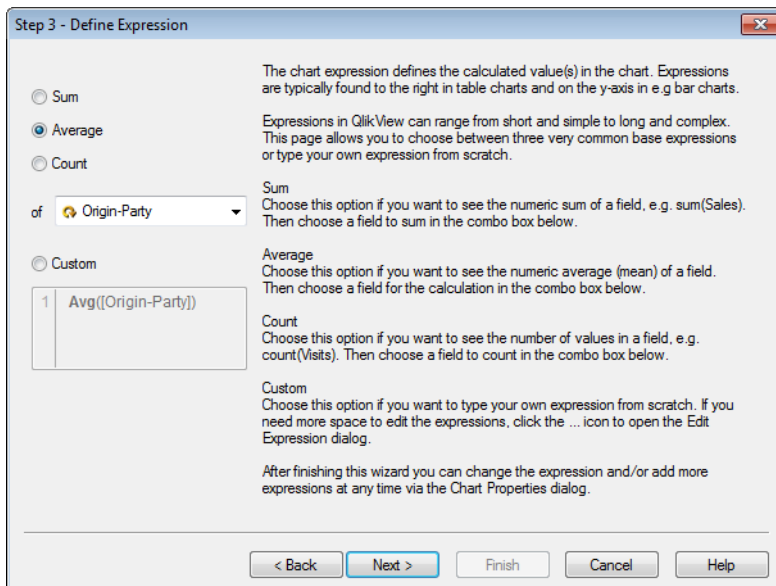 Step 3 - Define Expression
Sum
Average
Count
of Origin-Party
Custom
1 Avg([Origin-Party])
The chart expression defines the calculated value(s) in the chart. Expressions
are typically found to the right in table charts and on the y-axis in e.g bar charts.
Expressions in QlikView can range from short and simple to long and complex.
This page allows you to choose between three very common base expressions
or type your own expression from scratch.
Sum
Choose this option if you want to see the numeric sum of a field, e.g. sum(Sales).
Then choose a field to sum in the combo box below.
Average
Choose this option if you want to see the numeric average (mean) of a field.
Then choose a field for the calculation in the combo box below.
Count
Choose this option if you want to see the number of values in a field, e.g.
count(Visits). Then choose a field to count in the combo box below.
Custom
Choose this option if you want to type your own expression from scratch. If you
need more space to edit the expressions, click the ... icon to open the Edit
Expression dialog.
After finishing this wizard you can change the expression and/or add more
expressions at any time via the Chart Properties dialog.
< Back Next > Finish Cancel Help